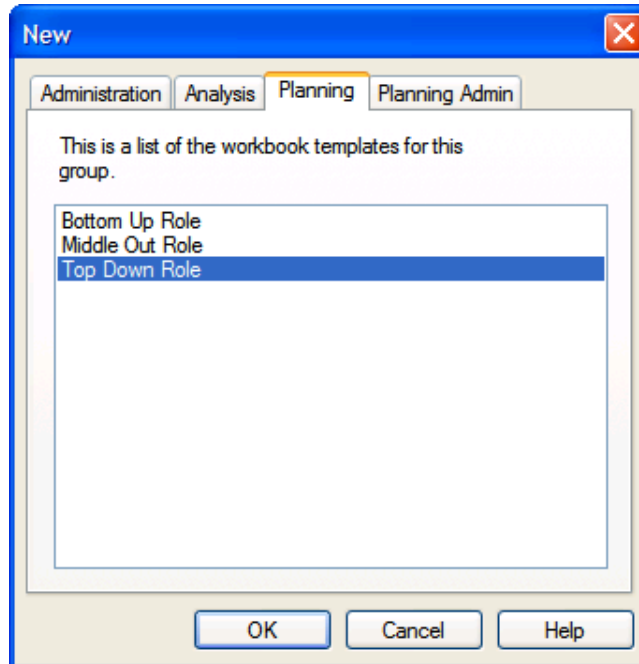 New
Administration Analysis Planning Planning Admin
This is a list of the workbook templates for this
group.
Bottom Up Role
Middle Out Role
Top Down Role
OK Cancel Help